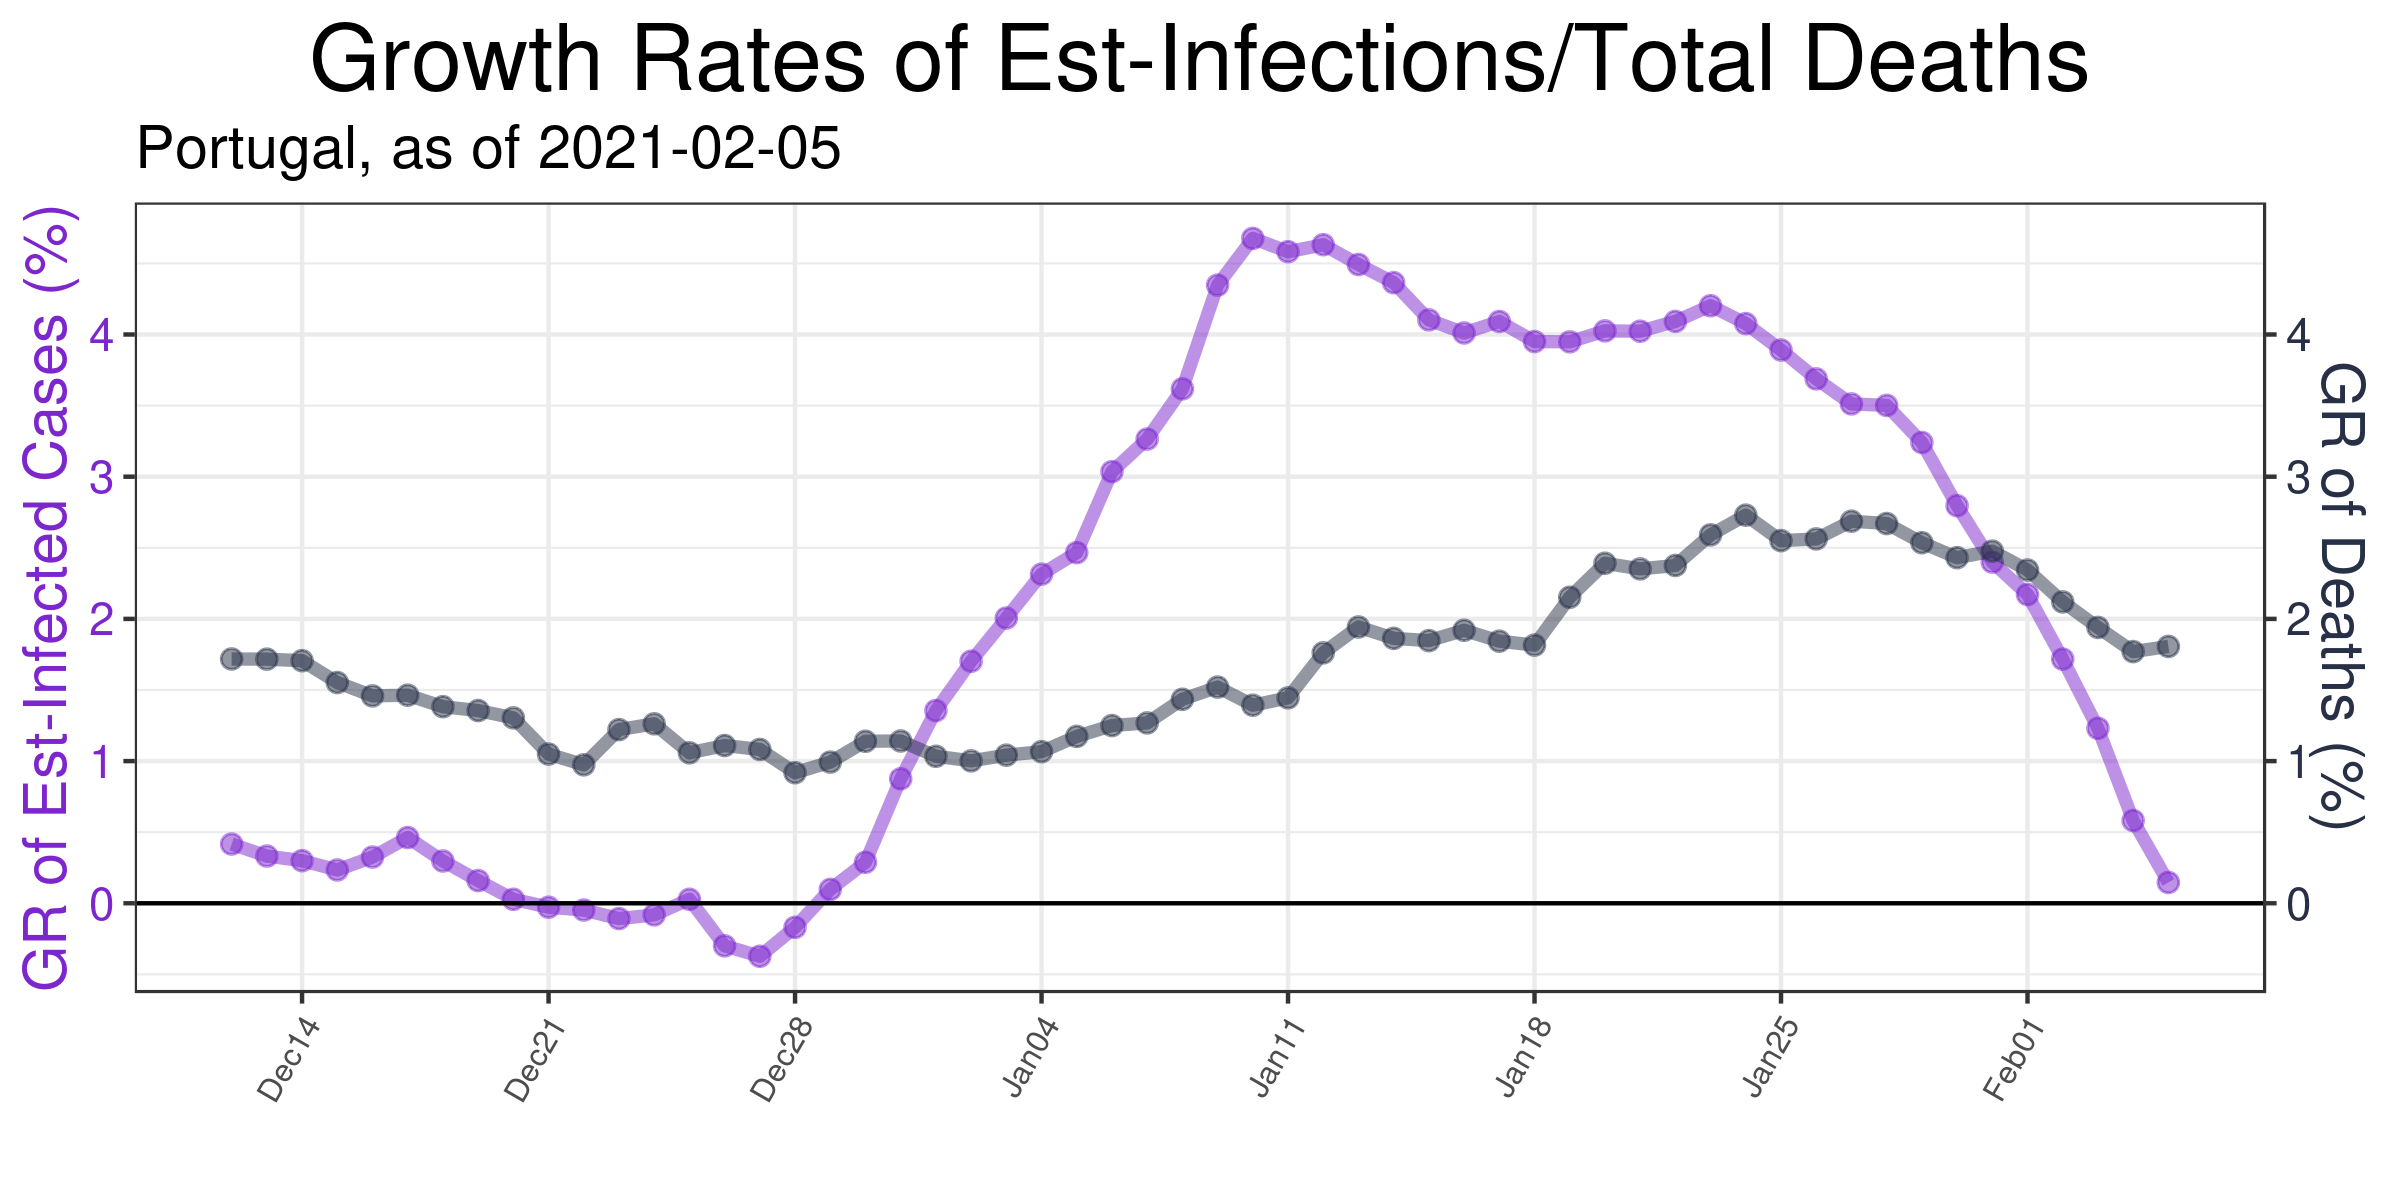 Growth Rates of Est-Infections/Total Deaths
Portugal, as of 2021-02-05
GR of Est-Infected Cases (%)
4
3
2
1
0
4
3
2
1
0
GR of Deaths (%)
Dec14
Dec21
Dec28
Jan04
Jan11
Jan18
Jan25
Feb01